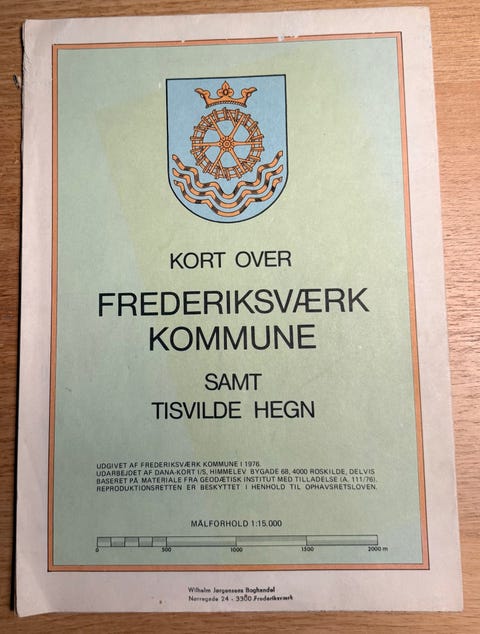 KORT OVER
FREDERIKSVÆRK
KOMMUNE
SAMT
TISVILDE HEGN
UDGIVET AF FREDERIKSVÆRK KOMMUNE I 1976.
UDARBEJDET AF DANA-KORT I/S, HIMMELEV BYGADE 68, 4000 ROSKILDE, DELVIS
BASERET PÅ MATERIALE FRA GEODÆTISK INSTITUT MED TILLADELSE (A. 111/76).
REPRODUKTIONSRETTEN ER BESKYTTET I HENHOLD TIL OPHAVSRETSLOVEN.
MÅLFORHOLD 1:15.000
0 500 1000 1500 2000 m
Wilhelm Jørgensens Boghandel
Nørregade 24 - 3300 Frederiksværk